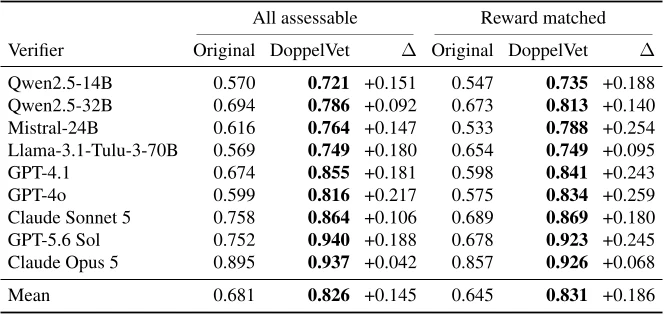 All assessable Reward matched
Verifier Original DoppelVet Δ Original DoppelVet Δ
Qwen2.5-14B 0.570 0.721 +0.151 0.547 0.735 +0.188
Qwen2.5-32B 0.694 0.786 +0.092 0.673 0.813 +0.140
Mistral-24B 0.616 0.764 +0.147 0.533 0.788 +0.254
Llama-3.1-Tulu-3-70B 0.569 0.749 +0.180 0.654 0.749 +0.095
GPT-4.1 0.674 0.855 +0.181 0.598 0.841 +0.243
GPT-4o 0.599 0.816 +0.217 0.575 0.834 +0.259
Claude Sonnet 5 0.758 0.864 +0.106 0.689 0.869 +0.180
GPT-5.6 Sol 0.752 0.940 +0.188 0.678 0.923 +0.245
Claude Opus 5 0.895 0.937 +0.042 0.857 0.926 +0.068
Mean 0.681 0.826 +0.145 0.645 0.831 +0.186